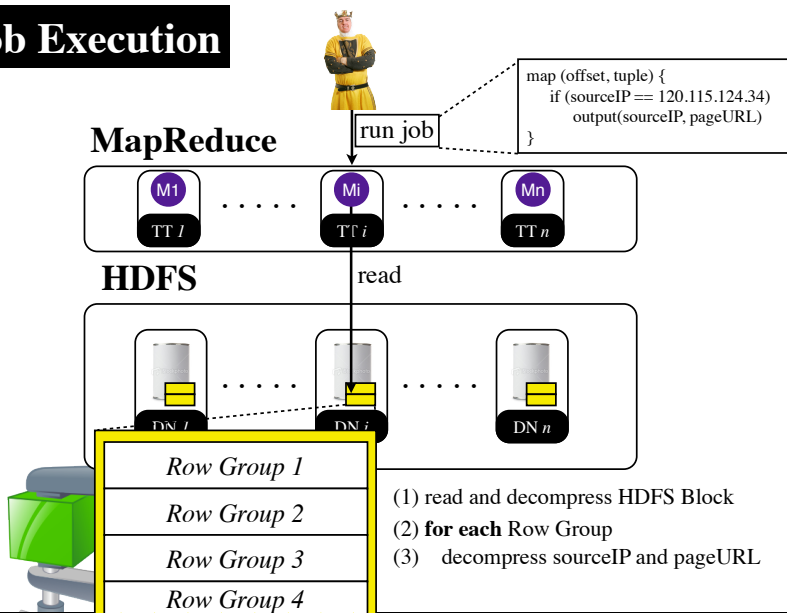 b Execution
map (offset, tuple) {
if (sourceIP == 120.115.124.34)
output(sourceIP, pageURL)
}
run job
MapReduce
M1 ..... Mi ..... Mn
TT 1 TT i TT n
HDFS
read
..... .....
DN 1 DN i DN n
Row Group 1
Row Group 2
Row Group 3
Row Group 4
(1) read and decompress HDFS Block
(2) for each Row Group
(3) decompress sourceIP and pageURL